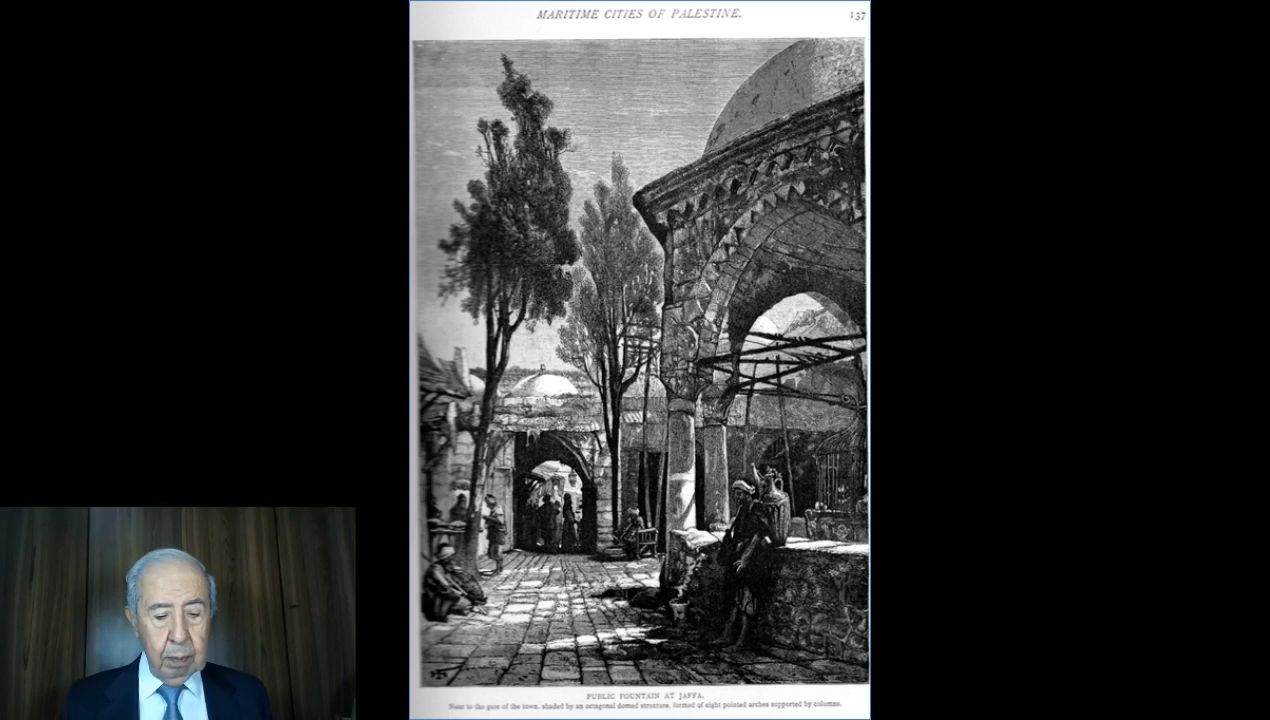 MARITIME CITIES OF PALESTINE.
137
PUBLIC FOUNTAIN AT JAFFA.
Near to the gate of the town, shaded by an octagonal domed structure, formed of eight pointed arches supported by columns.